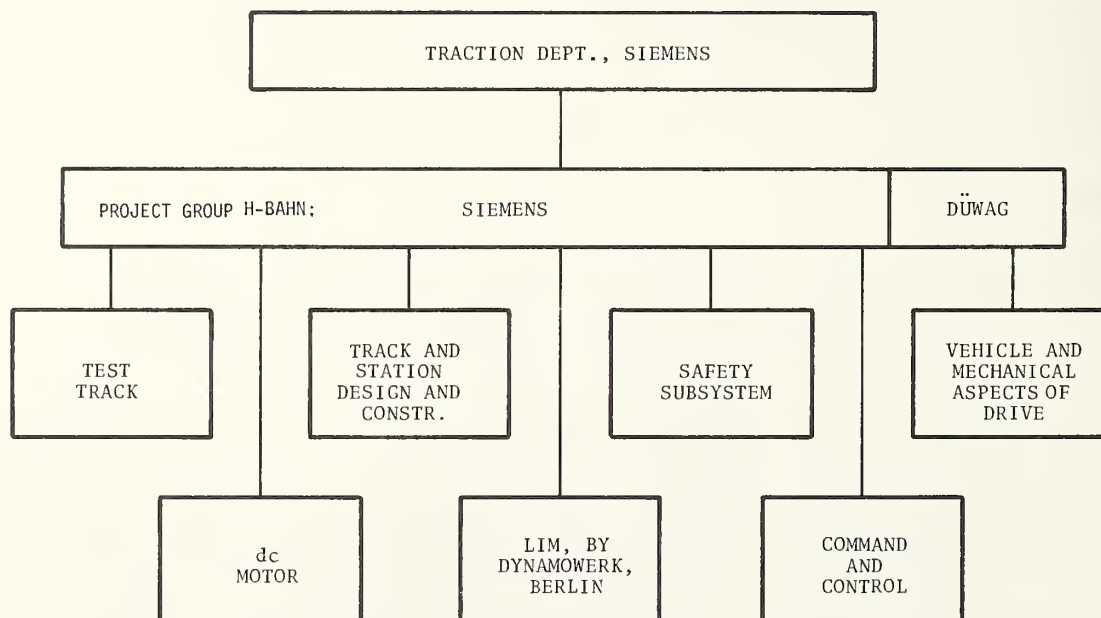 TRACTION DEPT., SIEMENS
PROJECT GROUP H-BAHN: SIEMENS
DÜWAG
TEST
TRACK
TRACK AND
STATION
DESIGN AND
CONSTR.
SAFETY
SUBSYSTEM
VEHICLE AND
MECHANICAL
ASPECTS OF
DRIVE
dc
MOTOR
LIM, BY
DYNAMOWERK,
BERLIN
COMMAND
AND
CONTROL